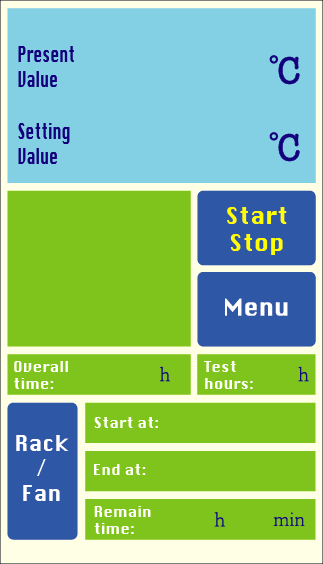 Present
Value
℃
Setting
Value
℃
Start
Stop
Menu
Overall
time:
h
Test
hours:
h
Rack
/
Fan
Start at:
End at:
Remain
time:
h
min